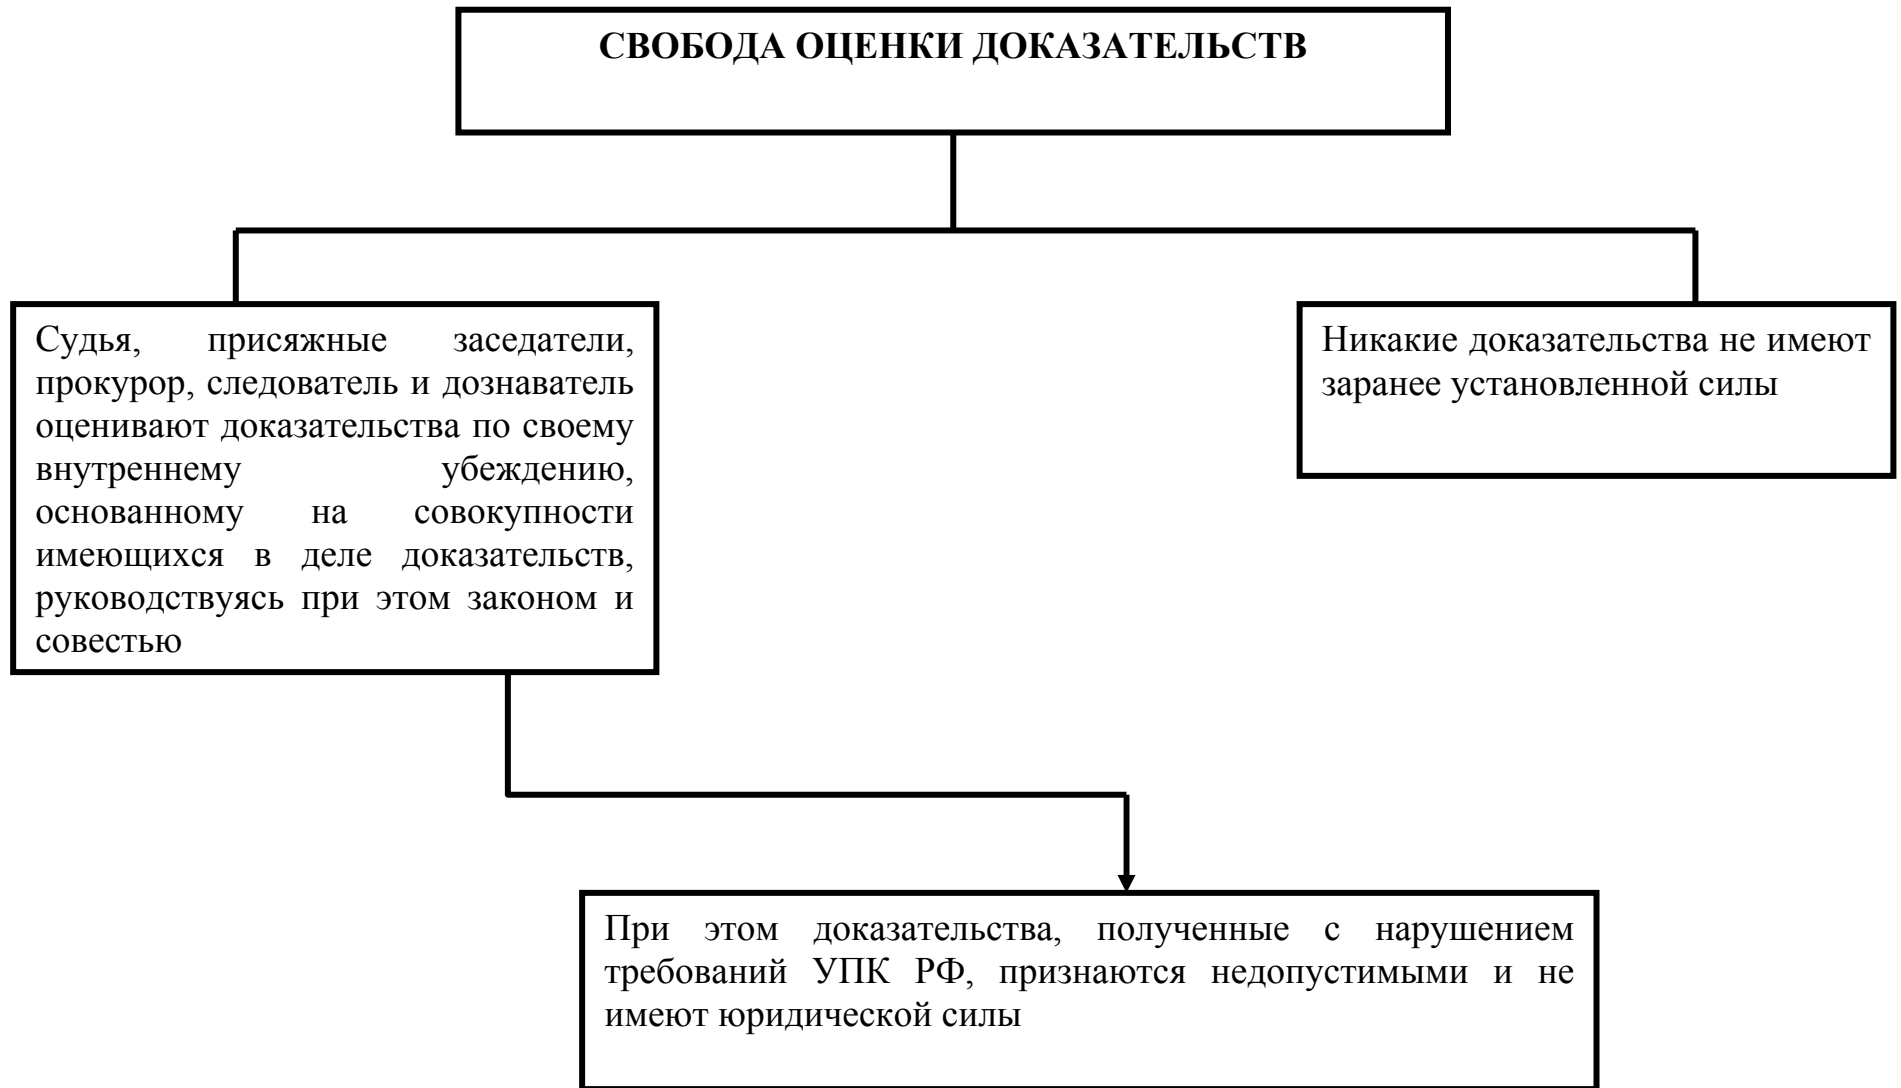 СВОБОДА ОЦЕНКИ ДОКАЗАТЕЛЬСТВ
Судья, присяжные заседатели,
прокурор, следователь и дознаватель
оценивают доказательства по своему
внутреннему убеждению,
основанному на совокупности
имеющихся в деле доказательств,
руководствуясь при этом законом и
совестью
Никакие доказательства не имеют
заранее установленной силы
При этом доказательства, полученные с нарушением
требований УПК РФ, признаются недопустимыми и не
имеют юридической силы